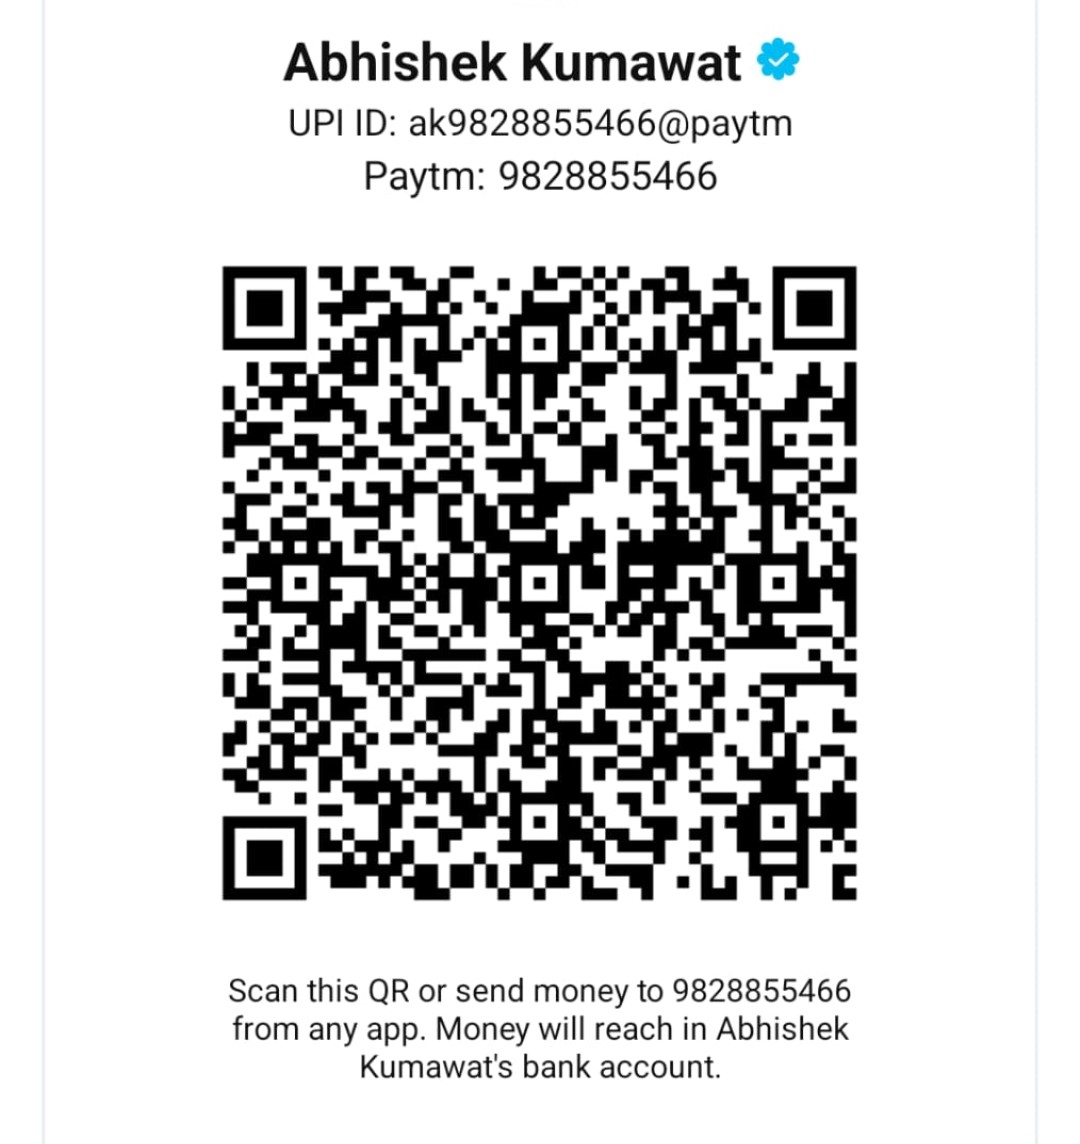 Abhishek Kumawat
UPI ID: ak9828855466@paytm
Paytm: 9828855466
Scan this QR or send money to 9828855466
from any app. Money will reach in Abhishek
Kumawat's bank account.